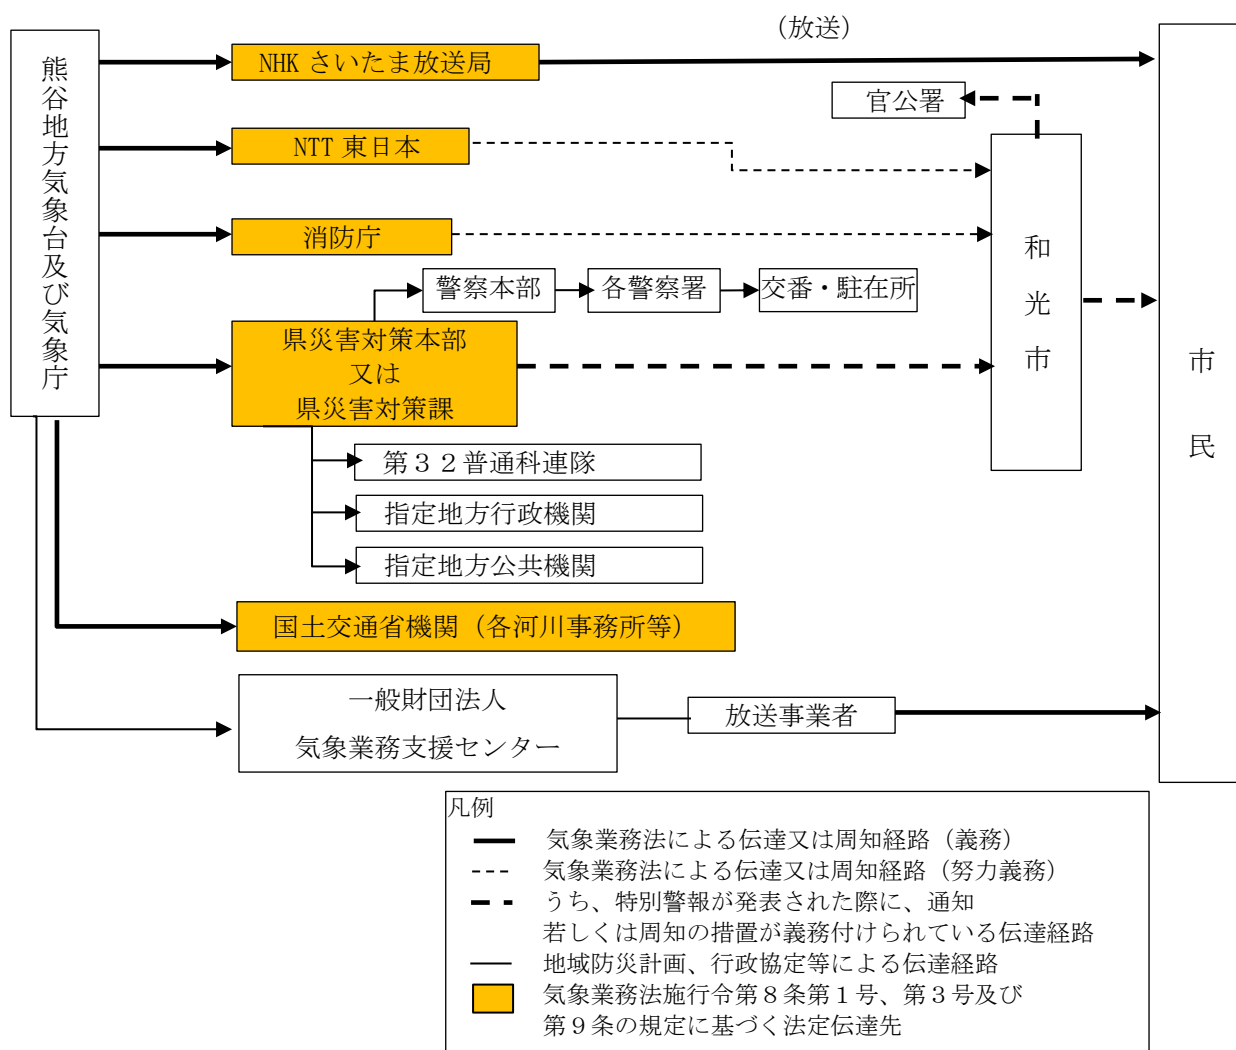 （放送）
熊谷地方気象台及び気象庁
NHK さいたま放送局
官公署
NTT 東日本
消防庁
和光市
警察本部
各警察署
交番・駐在所
県災害対策本部
又は
県災害対策課
市民
第３２普通科連隊
指定地方行政機関
指定地方公共機関
国土交通省機関（各河川事務所等）
一般財団法人
気象業務支援センター
放送事業者
凡例
気象業務法による伝達又は周知経路（義務）
気象業務法による伝達又は周知経路（努力義務）
うち、特別警報が発表された際に、通知
若しくは周知の措置が義務付けられている伝達経路
地域防災計画、行政協定等による伝達経路
気象業務法施行令第８条第１号、第３号及び
第９条の規定に基づく法定伝達先